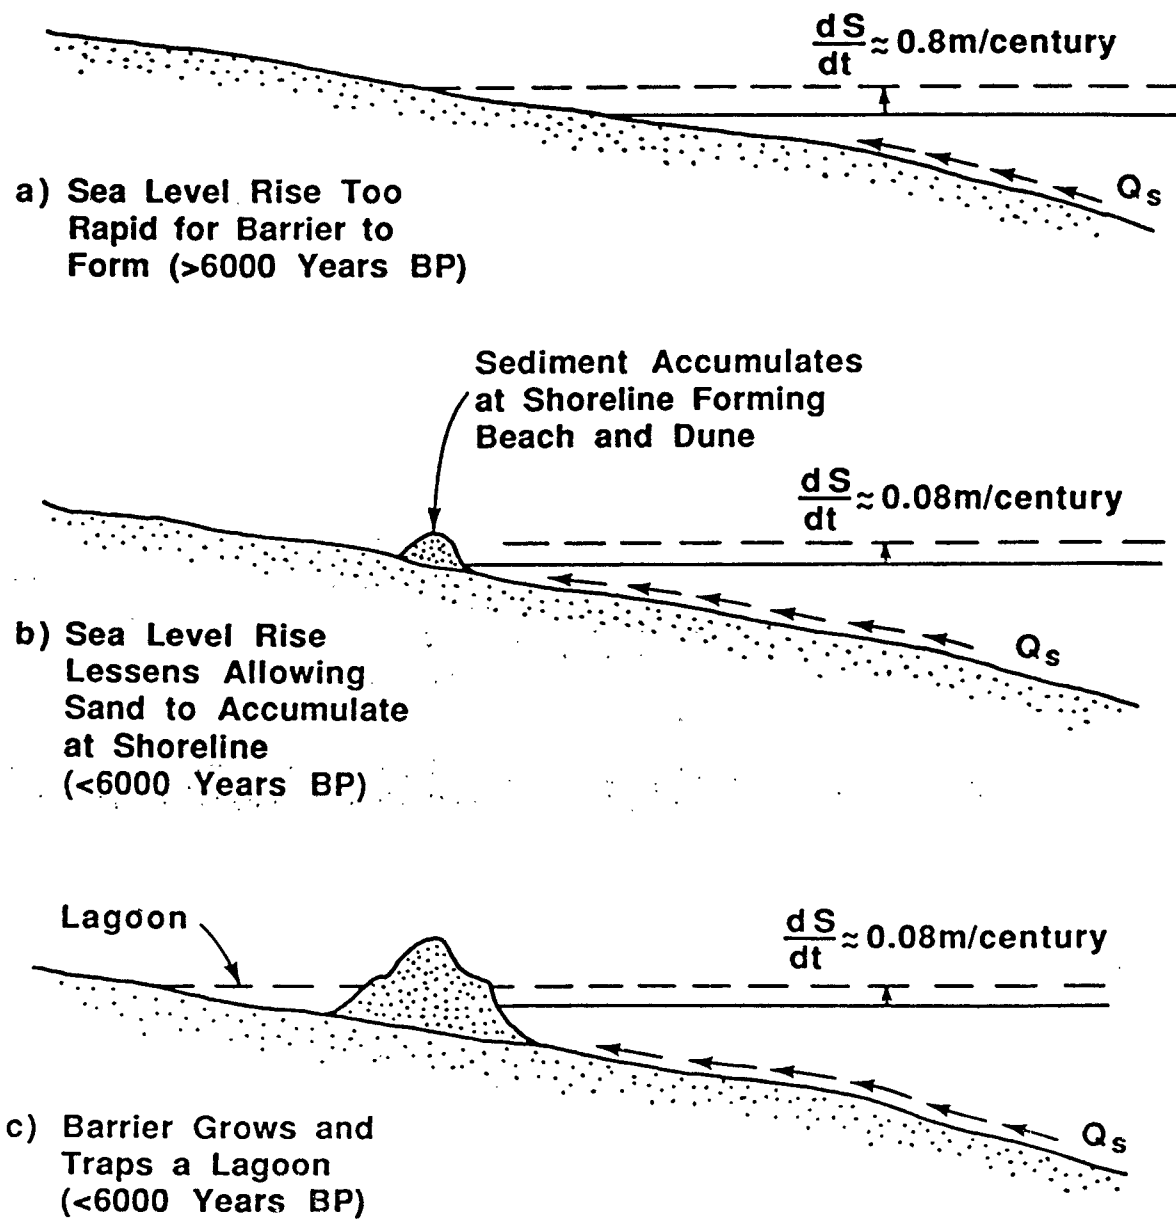 dS/dt ≈ 0.8m/century
Qs
a) Sea Level Rise Too
Rapid for Barrier to
Form (>6000 Years BP)
Sediment Accumulates
at Shoreline Forming
Beach and Dune
dS/dt ≈ 0.08m/century
Qs
b) Sea Level Rise
Lessens Allowing
Sand to Accumulate
at Shoreline
(<6000 Years BP)
Lagoon
dS/dt ≈ 0.08m/century
Qs
c) Barrier Grows and
Traps a Lagoon
(<6000 Years BP)